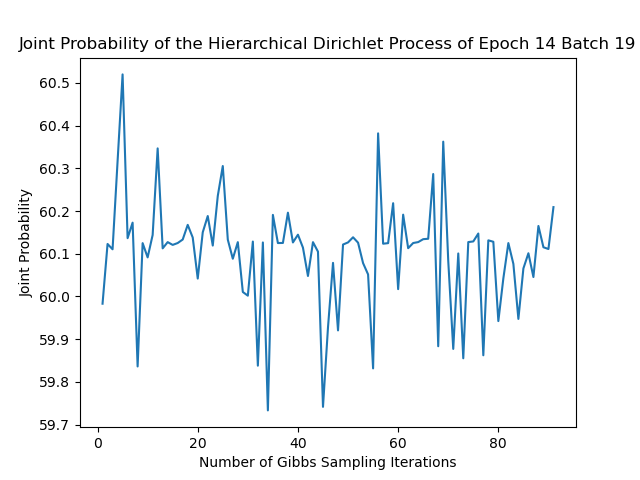 Joint Probability of the Hierarchical Dirichlet Process of Epoch 14 Batch 19
60.5
60.4
60.3
60.2
60.1
60.0
59.9
59.8
59.7
Joint Probability
0 20 40 60 80
Number of Gibbs Sampling Iterations